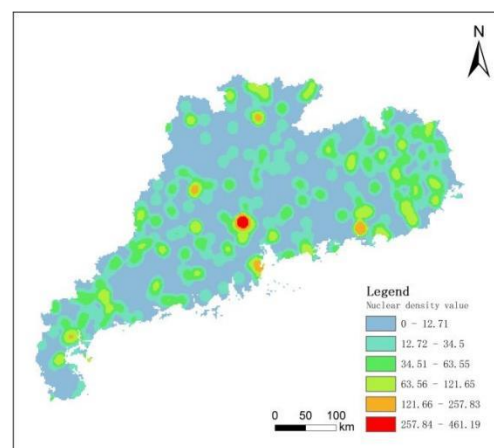 N
Legend
Nuclear density value
0 - 12.71
12.72 - 34.5
34.51 - 63.55
63.56 - 121.65
121.66 - 257.83
257.84 - 461.19
0 50 100
km